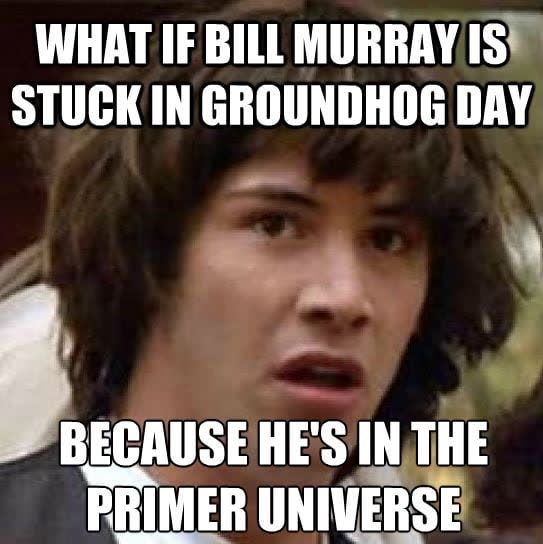 WHAT IF BILL MURRAY IS
STUCK IN GROUNDHOG DAY
BECAUSE HE'S IN THE
PRIMER UNIVERSE